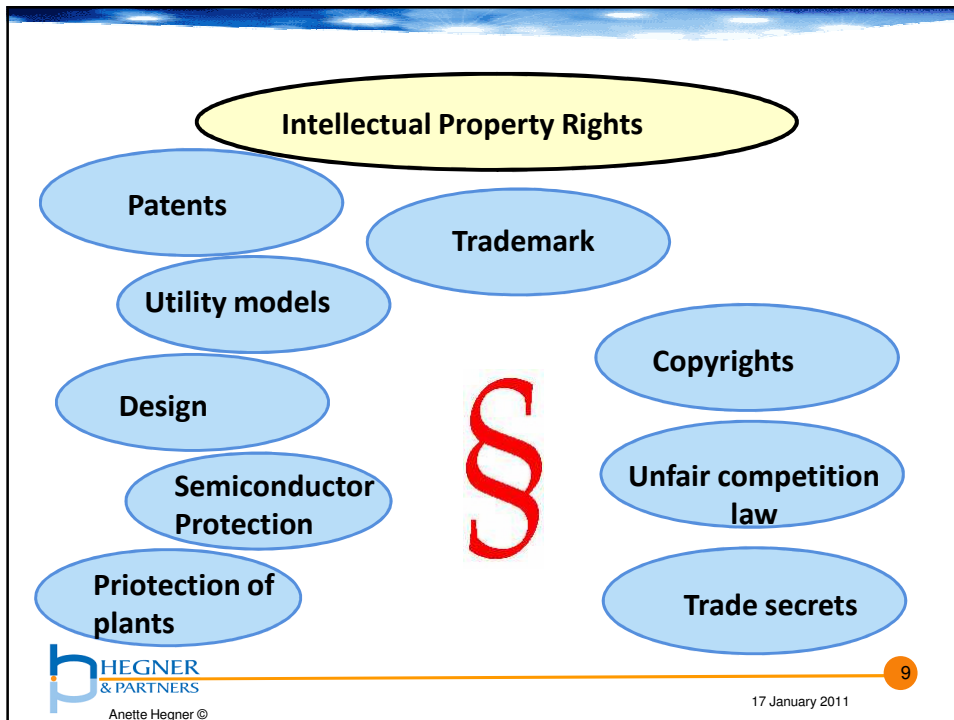 Intellectual Property Rights
Patents
Trademark
Utility models
Copyrights
Design
§
Semiconductor
Protection
Unfair competition
law
Priotection of
plants
Trade secrets
hp HEGNER
& PARTNERS
Anette Hegner ©
17 January 2011
9